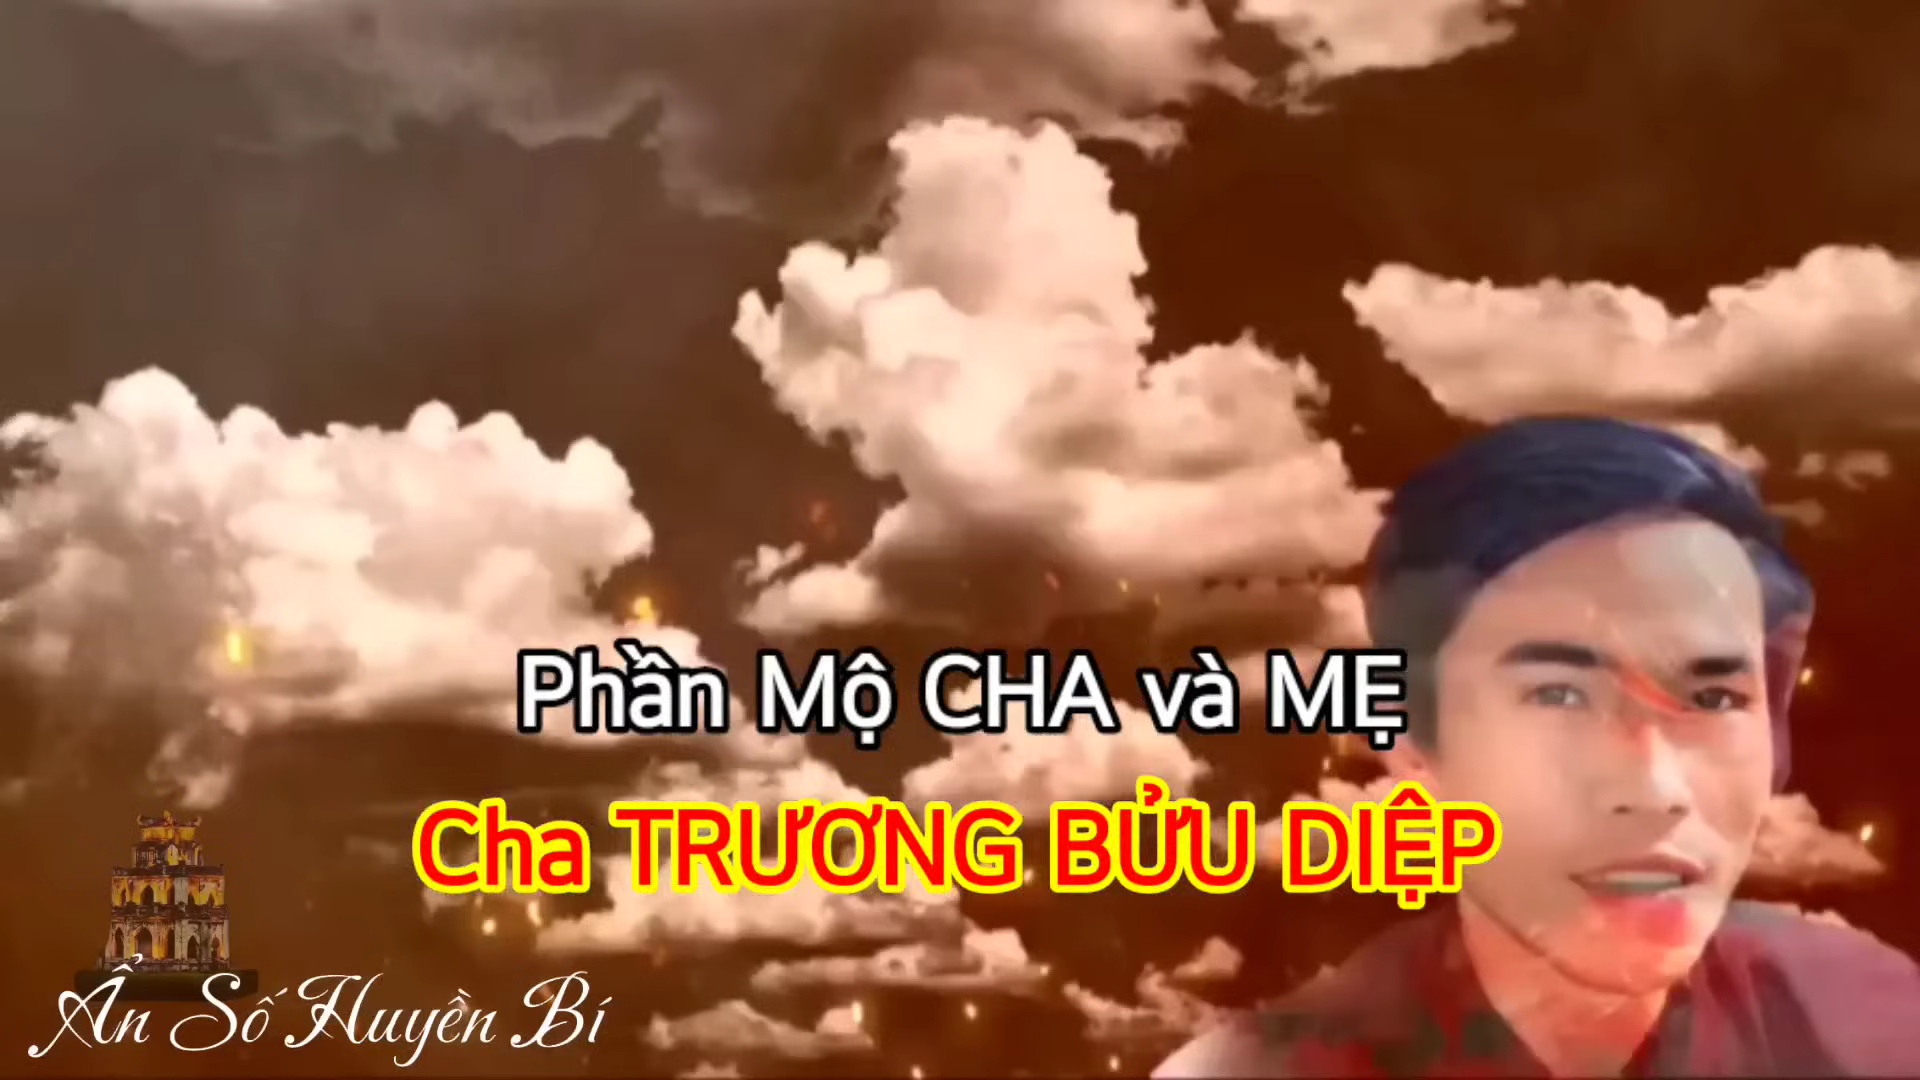 Phần Mộ CHA và MẸ
Cha TRƯƠNG BỬU DIỆP
Ẩn Số Huyền Bí